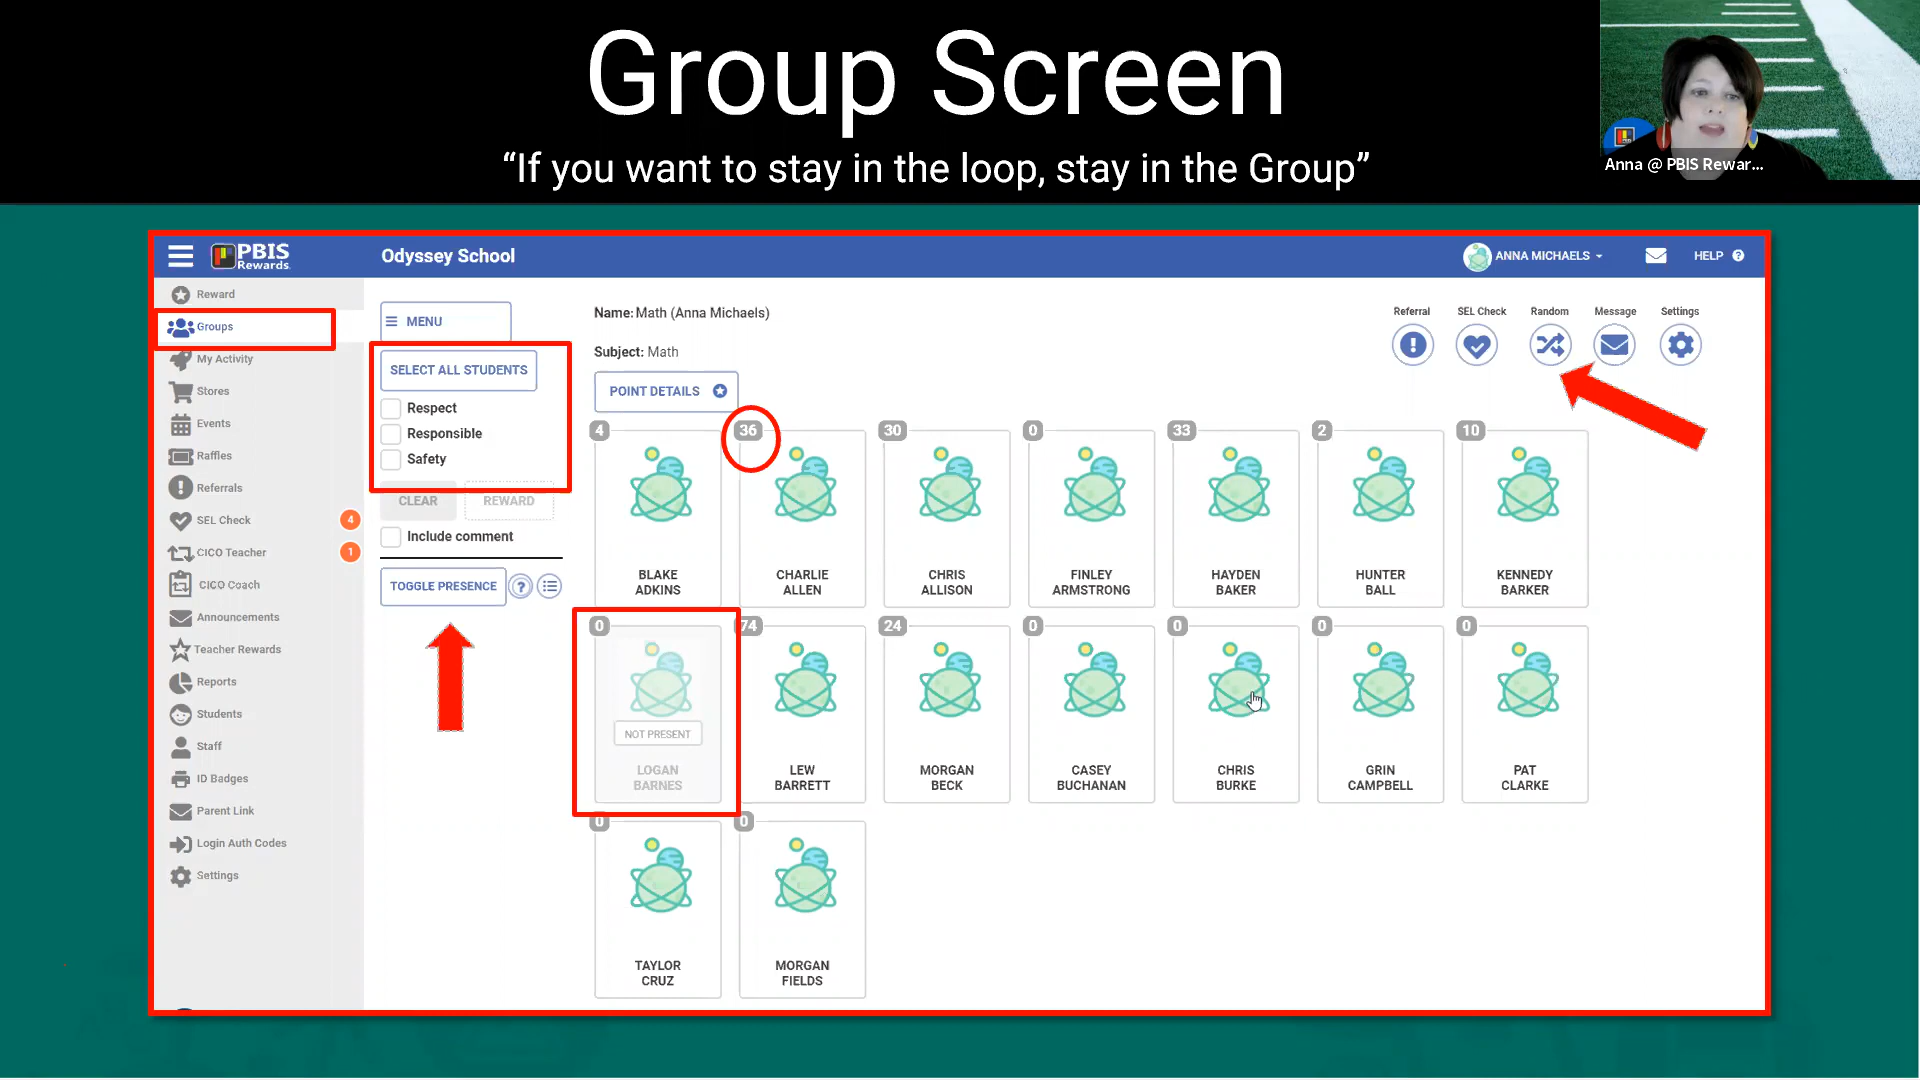 Group Screen
“If you want to stay in the loop, stay in the Group”
Anna @ PBIS Rewar...
PBIS
Rewards
Odyssey School
ANNA MICHAELS
HELP
Reward
Groups
My Activity
Stores
Events
Raffles
Referrals
SEL Check
4
CICO Teacher
1
CICO Coach
Announcements
Teacher Rewards
Reports
Students
Staff
ID Badges
Parent Link
Login Auth Codes
Settings
MENU
SELECT ALL STUDENTS
Respect
Responsible
Safety
CLEAR
REWARD
Include comment
TOGGLE PRESENCE
Name: Math (Anna Michaels)
Subject: Math
POINT DETAILS
Referral
SEL Check
Random
Message
Settings
4
BLAKE
ADKINS
36
CHARLIE
ALLEN
30
CHRIS
ALLISON
0
FINLEY
ARMSTRONG
33
HAYDEN
BAKER
2
HUNTER
BALL
10
KENNEDY
BARKER
0
NOT PRESENT
LOGAN
BARNES
74
LEW
BARRETT
24
MORGAN
BECK
0
CASEY
BUCHANAN
0
CHRIS
BURKE
0
GRIN
CAMPBELL
0
PAT
CLARKE
0
TAYLOR
CRUZ
0
MORGAN
FIELDS